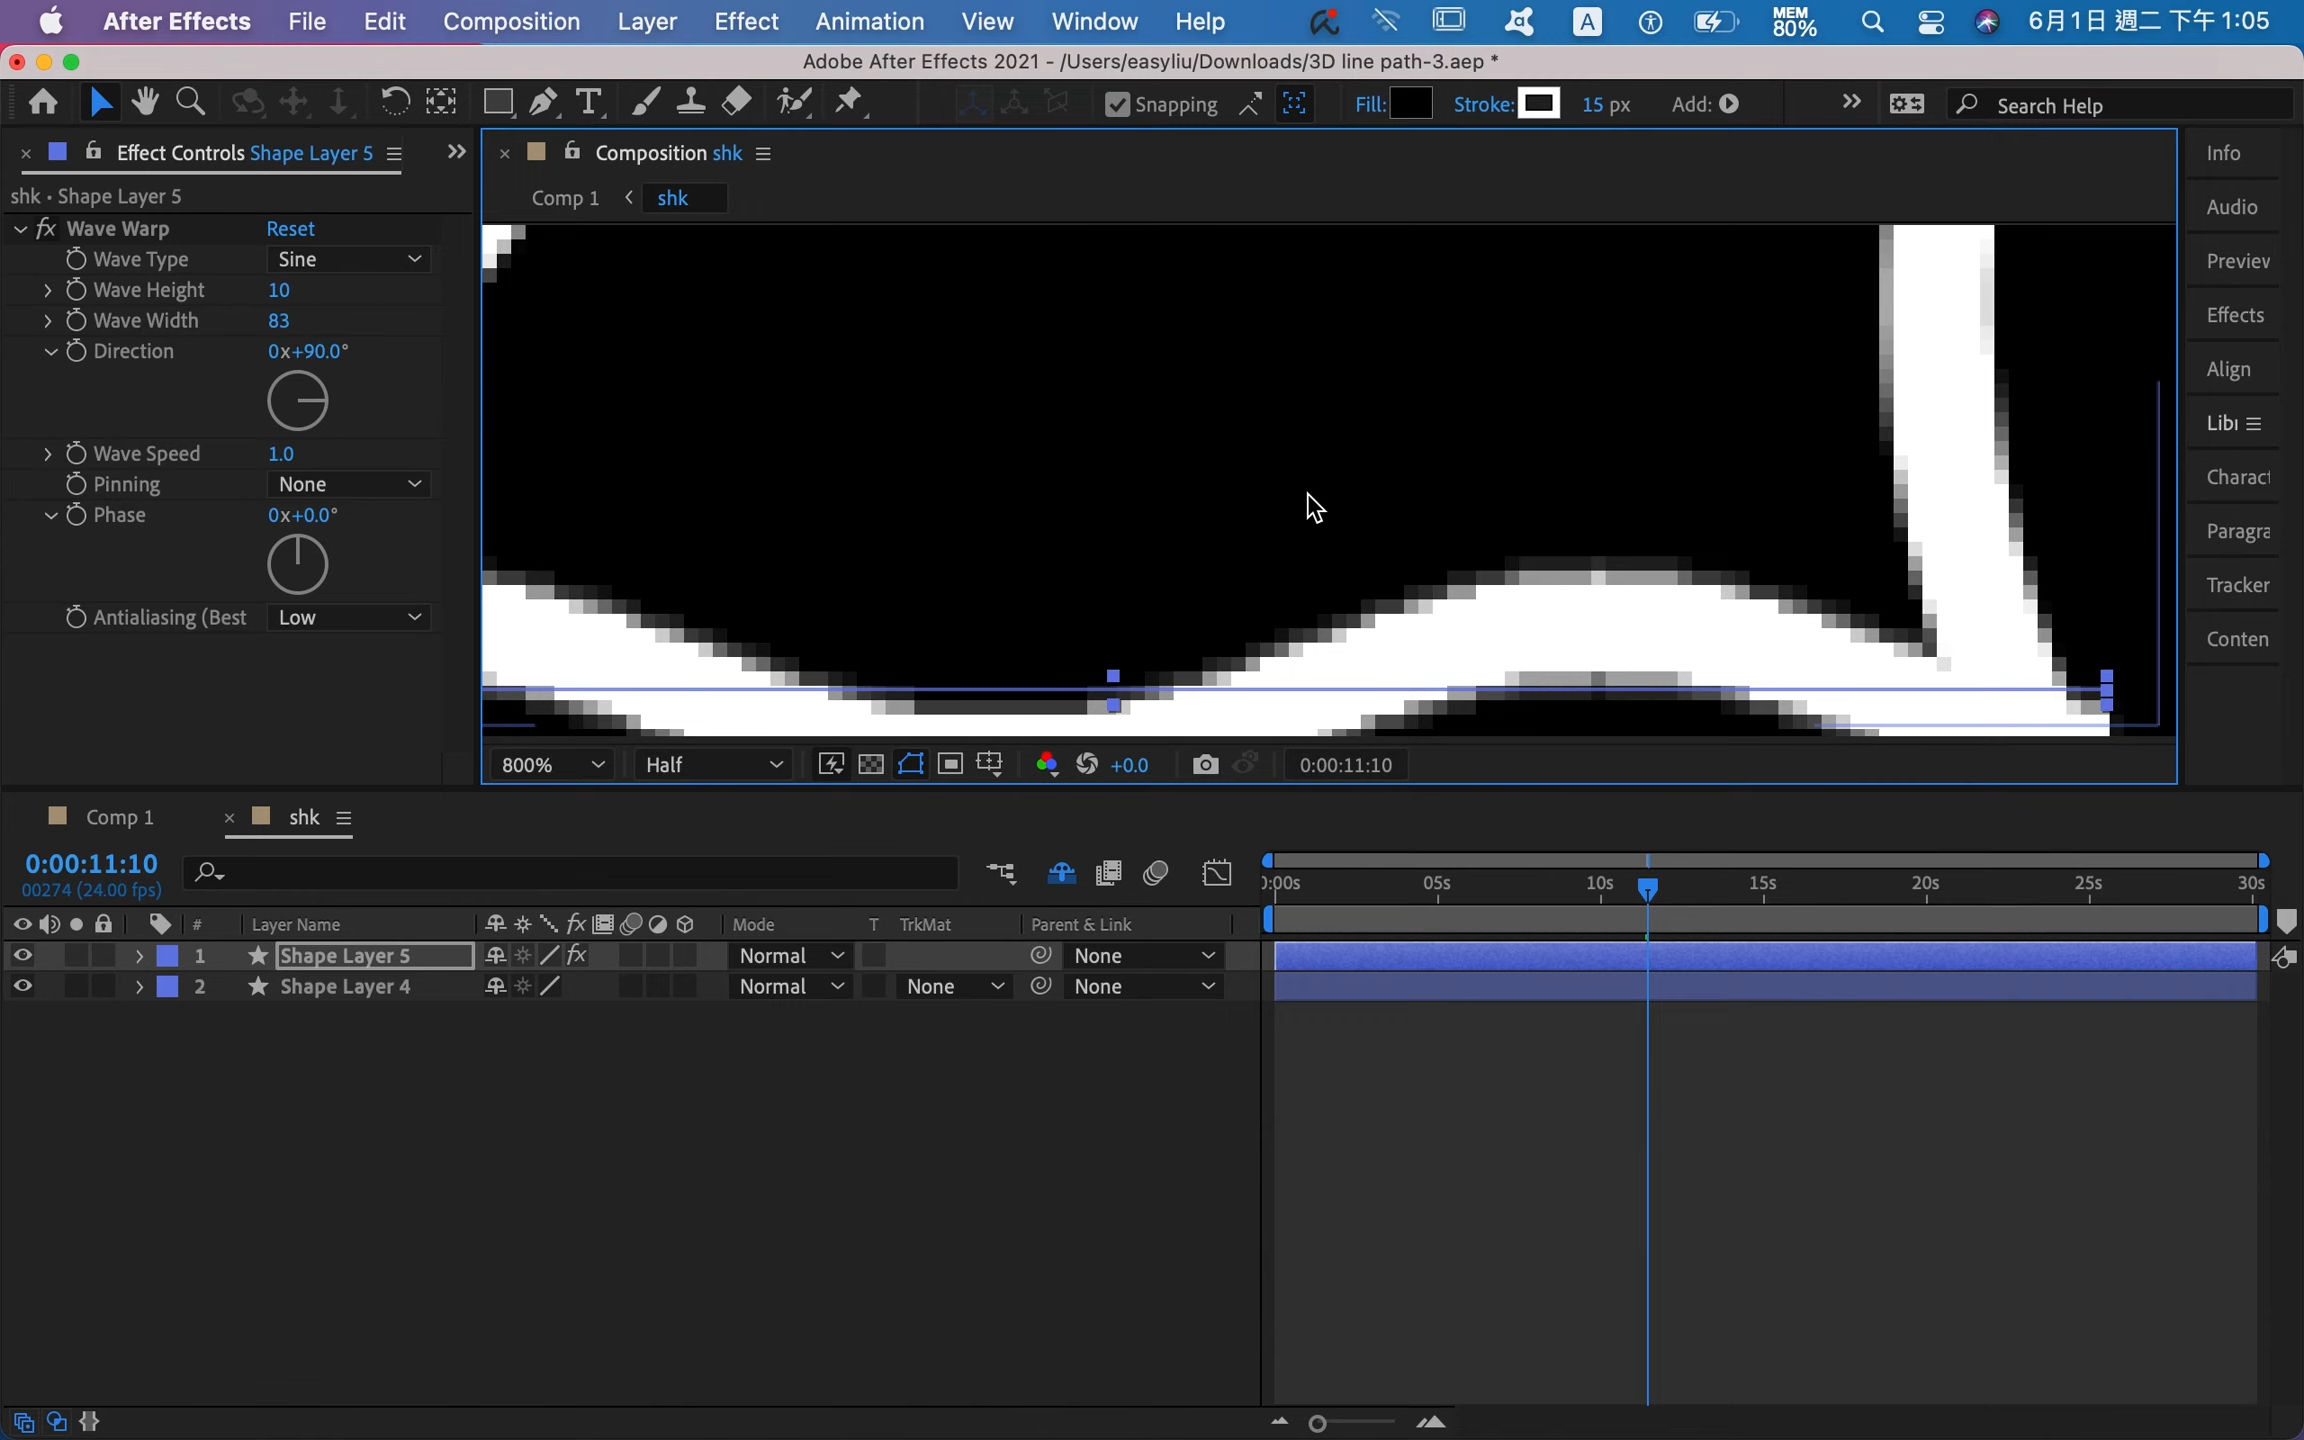 After Effects File Edit Composition Layer Effect Animation View Window Help A MEM 80% 6月1日 週二 下午 1:05
Adobe After Effects 2021 - /Users/easyliu/Downloads/3D line path-3.aep *
Snapping Fill: Stroke: 15 px Add: Search Help
Effect Controls Shape Layer 5
shk • Shape Layer 5
fx Wave Warp Reset
Wave Type Sine
Wave Height 10
Wave Width 83
Direction 0x+90.0°
Wave Speed 1.0
Pinning None
Phase 0x+0.0°
Antialiasing (Best Low
Composition shk
Comp 1 shk
800% Half +0.0 0:00:11:10
Info
Audio
Preview
Effects
Align
Libr
Charact
Paragra
Tracker
Conten
Comp 1 shk
0:00:11:10
00274 (24.00 fps)
):00s 05s 10s 15s 20s 25s 30s
# Layer Name fx Mode T TrkMat Parent & Link
1 Shape Layer 5 fx Normal None
2 Shape Layer 4 Normal None None